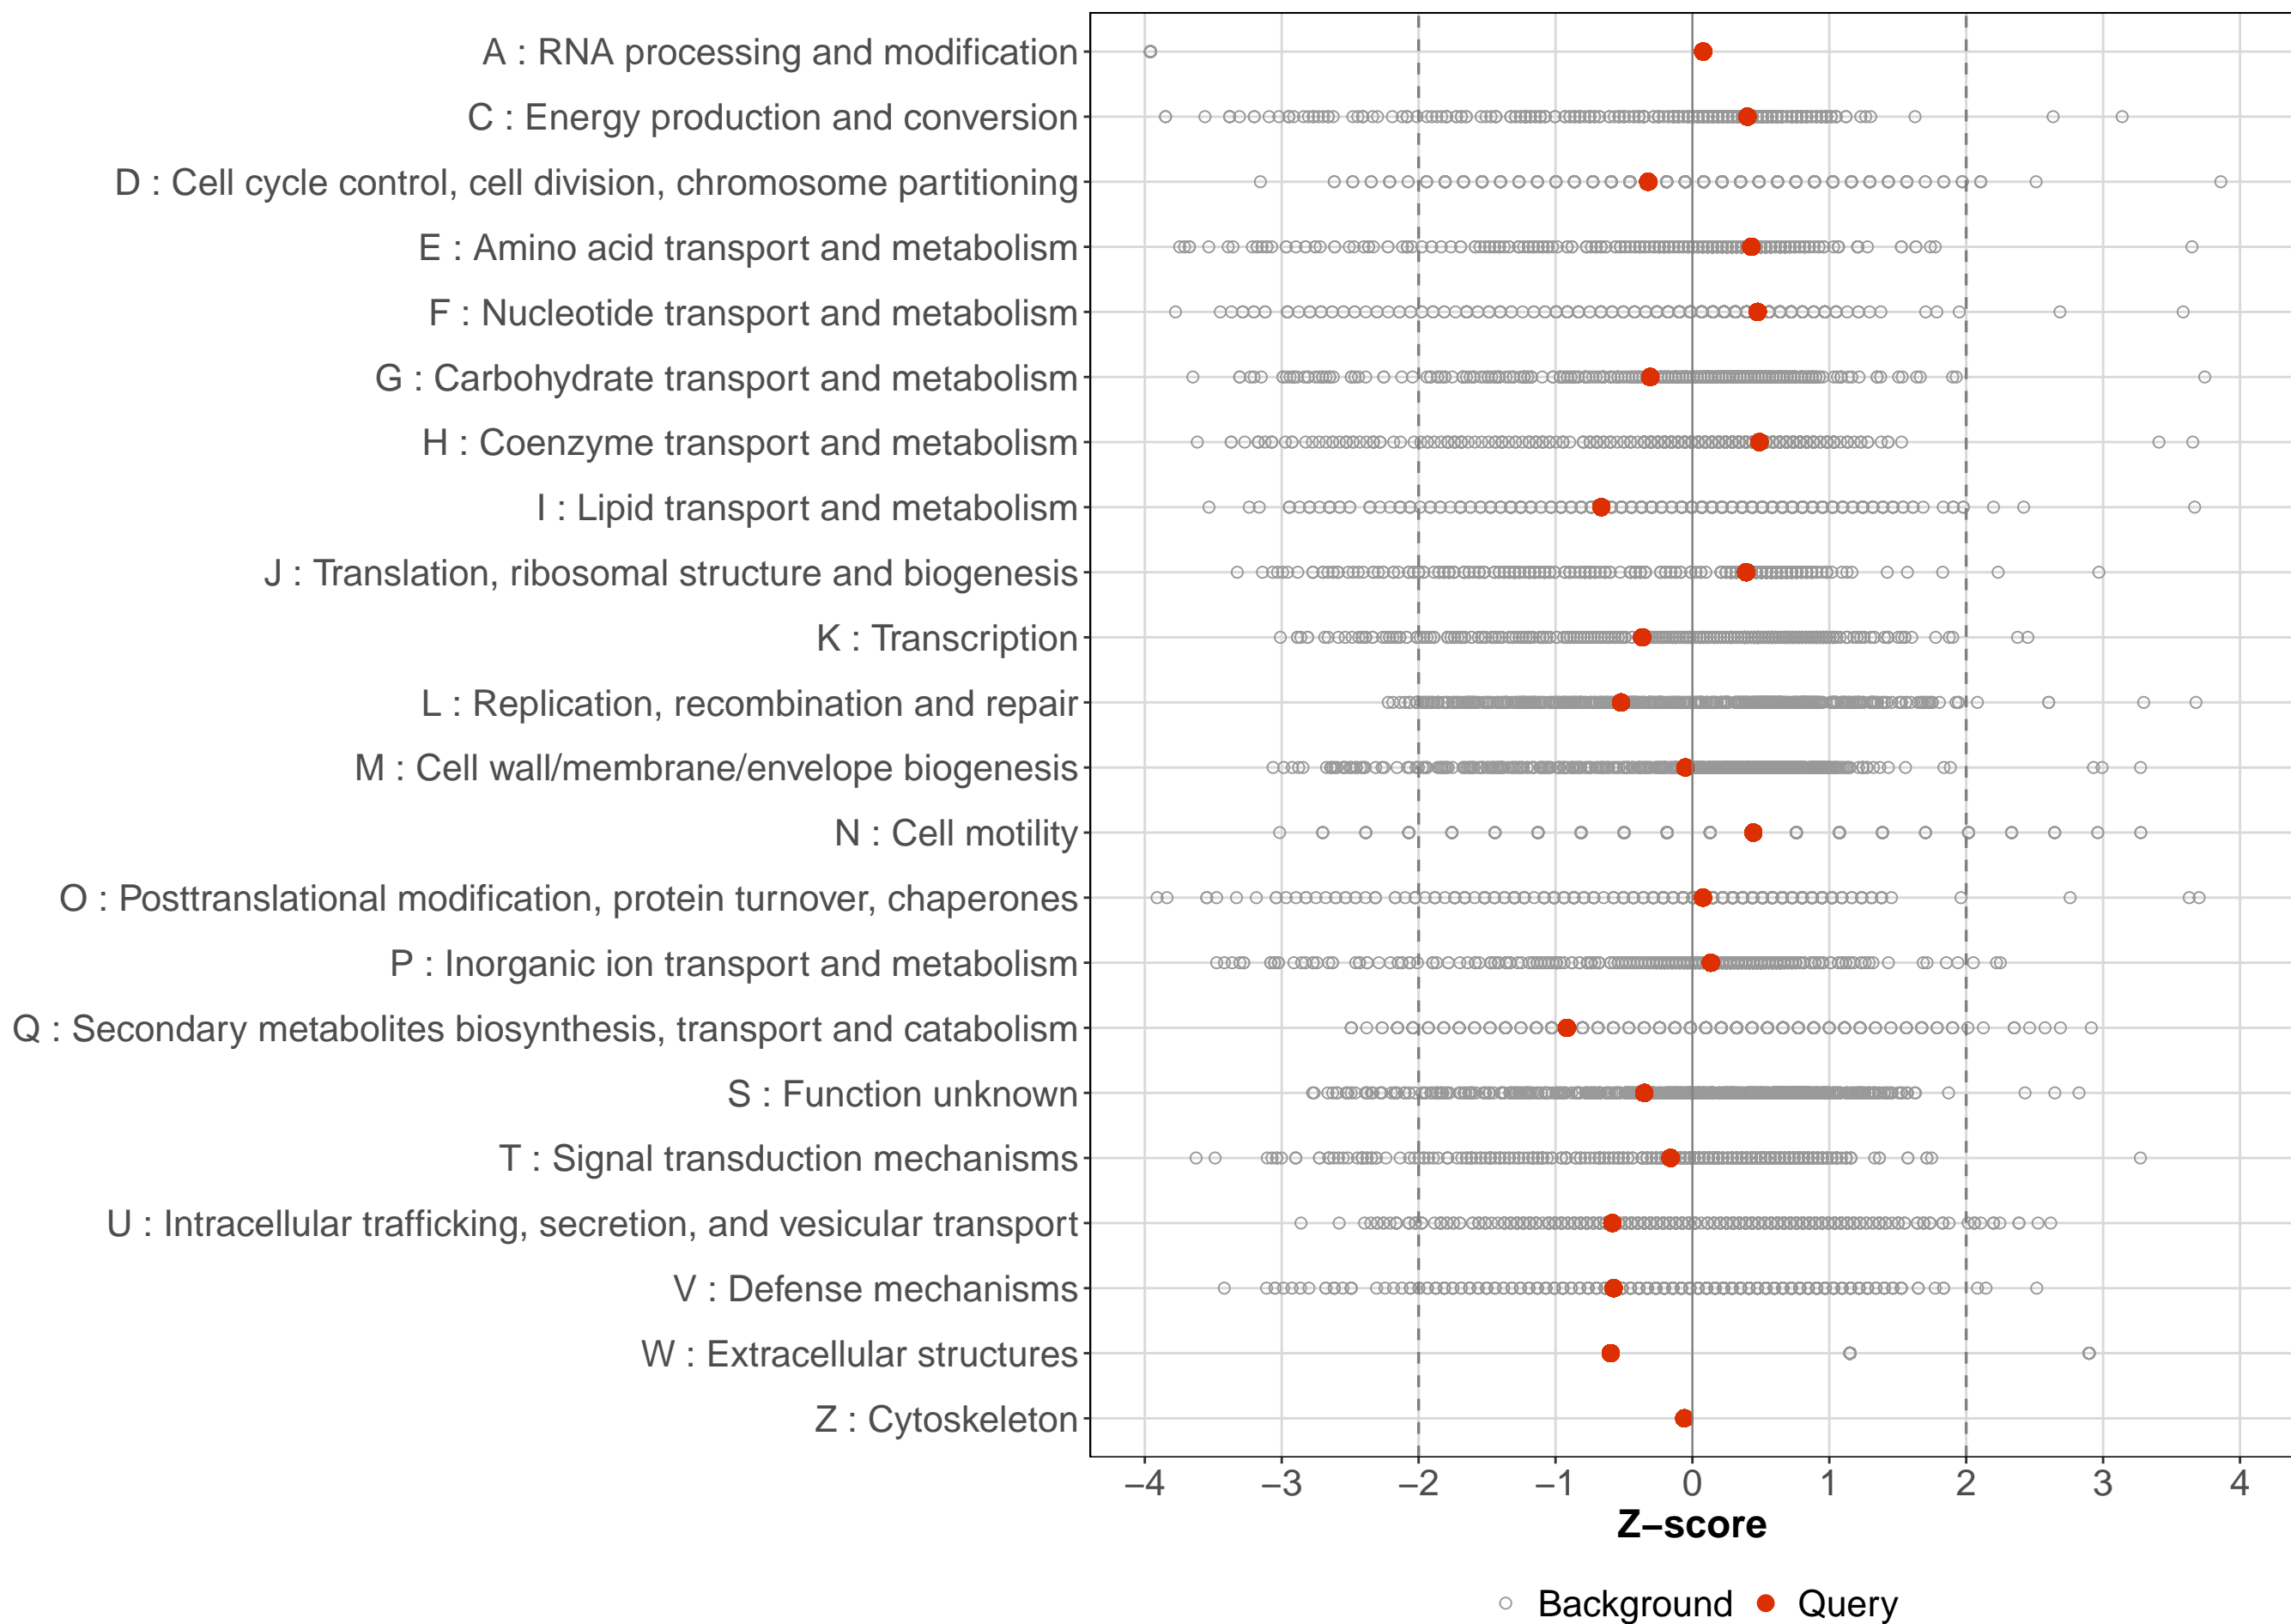 A : RNA processing and modification
C : Energy production and conversion
D : Cell cycle control, cell division, chromosome partitioning
E : Amino acid transport and metabolism
F : Nucleotide transport and metabolism
G : Carbohydrate transport and metabolism
H : Coenzyme transport and metabolism
I : Lipid transport and metabolism
J : Translation, ribosomal structure and biogenesis
K : Transcription
L : Replication, recombination and repair
M : Cell wall/membrane/envelope biogenesis
N : Cell motility
O : Posttranslational modification, protein turnover, chaperones
P : Inorganic ion transport and metabolism
Q : Secondary metabolites biosynthesis, transport and catabolism
S : Function unknown
T : Signal transduction mechanisms
U : Intracellular trafficking, secretion, and vesicular transport
V : Defense mechanisms
W : Extracellular structures
Z : Cytoskeleton
−4 −3 −2 −1 0 1 2 3 4
Z−score
Background Query